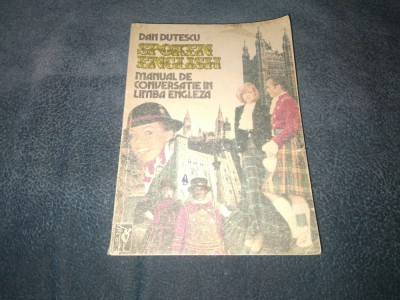 DAN DUTESCU
SPOKEN
ENGLISH
MANUAL DE
CONVERSATIE IN
LIMBA ENGLEZA